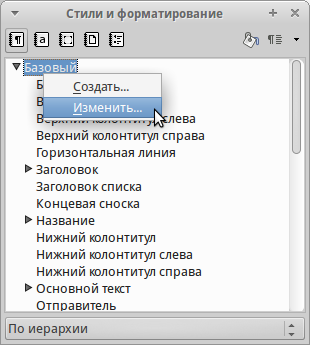 Стили и форматирование
Базовый
Создать...
Изменить...
Верхний колонтитул слева
Верхний колонтитул справа
Горизонтальная линия
Заголовок
Заголовок списка
Концевая сноска
Название
Нижний колонтитул
Нижний колонтитул слева
Нижний колонтитул справа
Основной текст
Отправитель
По иерархии